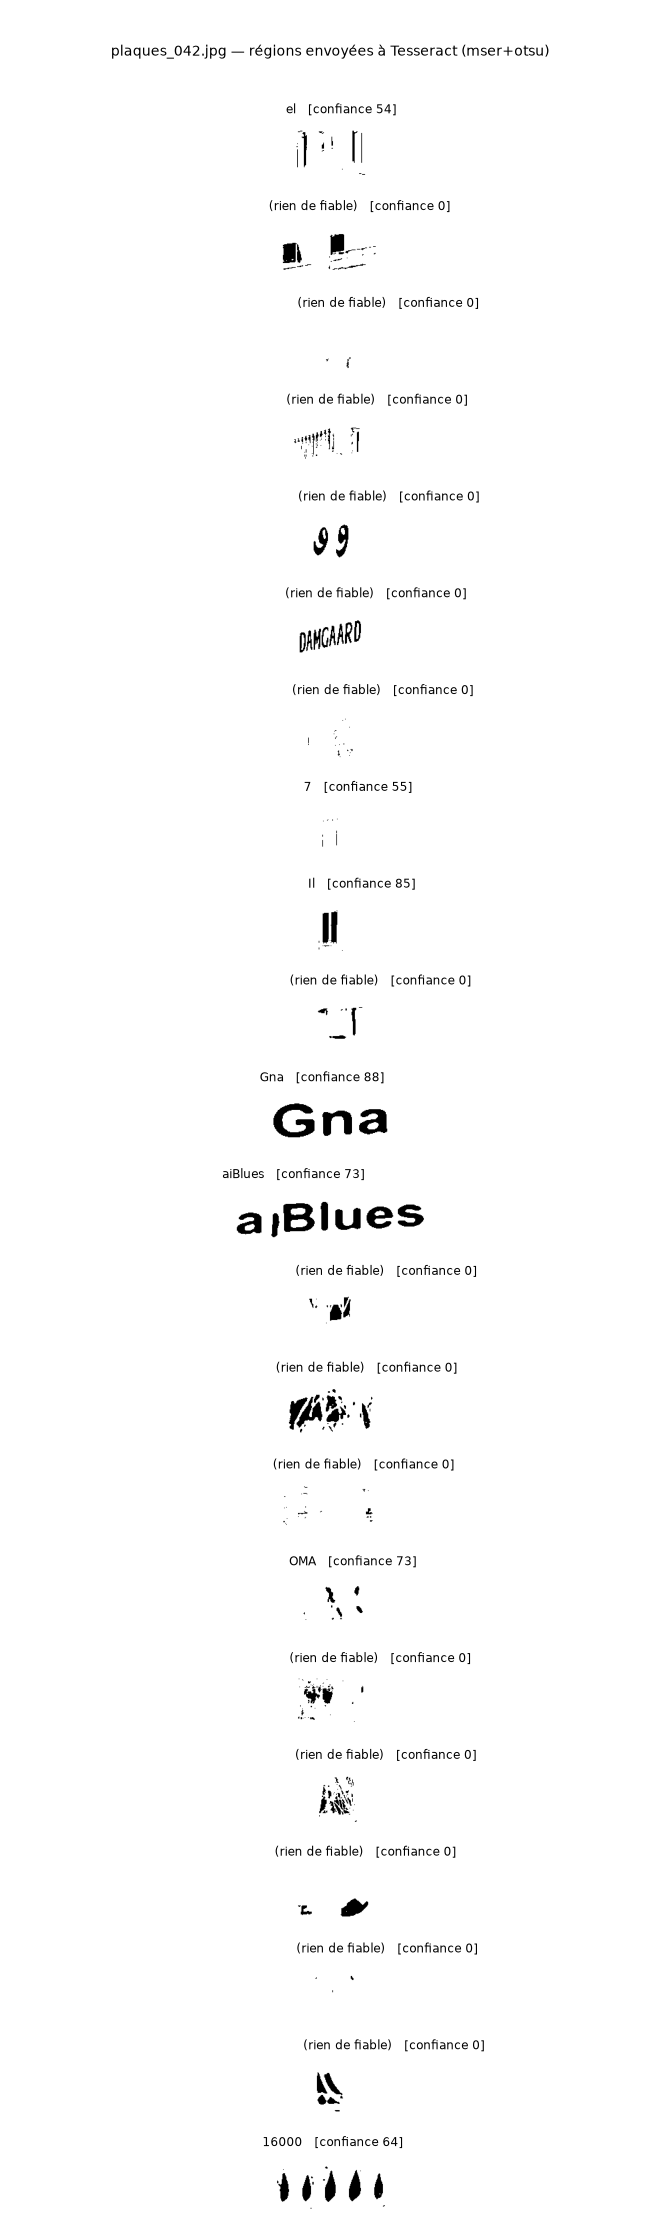 plaques_042.jpg — régions envoyées à Tesseract (mser+otsu)
el [confiance 54]
(rien de fiable) [confiance 0]
(rien de fiable) [confiance 0]
(rien de fiable) [confiance 0]
(rien de fiable) [confiance 0]
99
(rien de fiable) [confiance 0]
DAMGAARD
(rien de fiable) [confiance 0]
7 [confiance 55]
Il [confiance 85]
(rien de fiable) [confiance 0]
Gna [confiance 88]
Gna
aiBlues [confiance 73]
a Blues
(rien de fiable) [confiance 0]
(rien de fiable) [confiance 0]
(rien de fiable) [confiance 0]
OMA [confiance 73]
(rien de fiable) [confiance 0]
(rien de fiable) [confiance 0]
(rien de fiable) [confiance 0]
(rien de fiable) [confiance 0]
(rien de fiable) [confiance 0]
16000 [confiance 64]